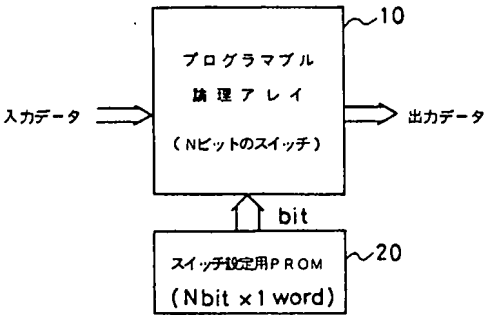 10
プログラマブル
論理アレイ
(Nビットのスイッチ)
入力データ
出力データ
bit
スイッチ設定用PROM
(Nbit×1word)
20